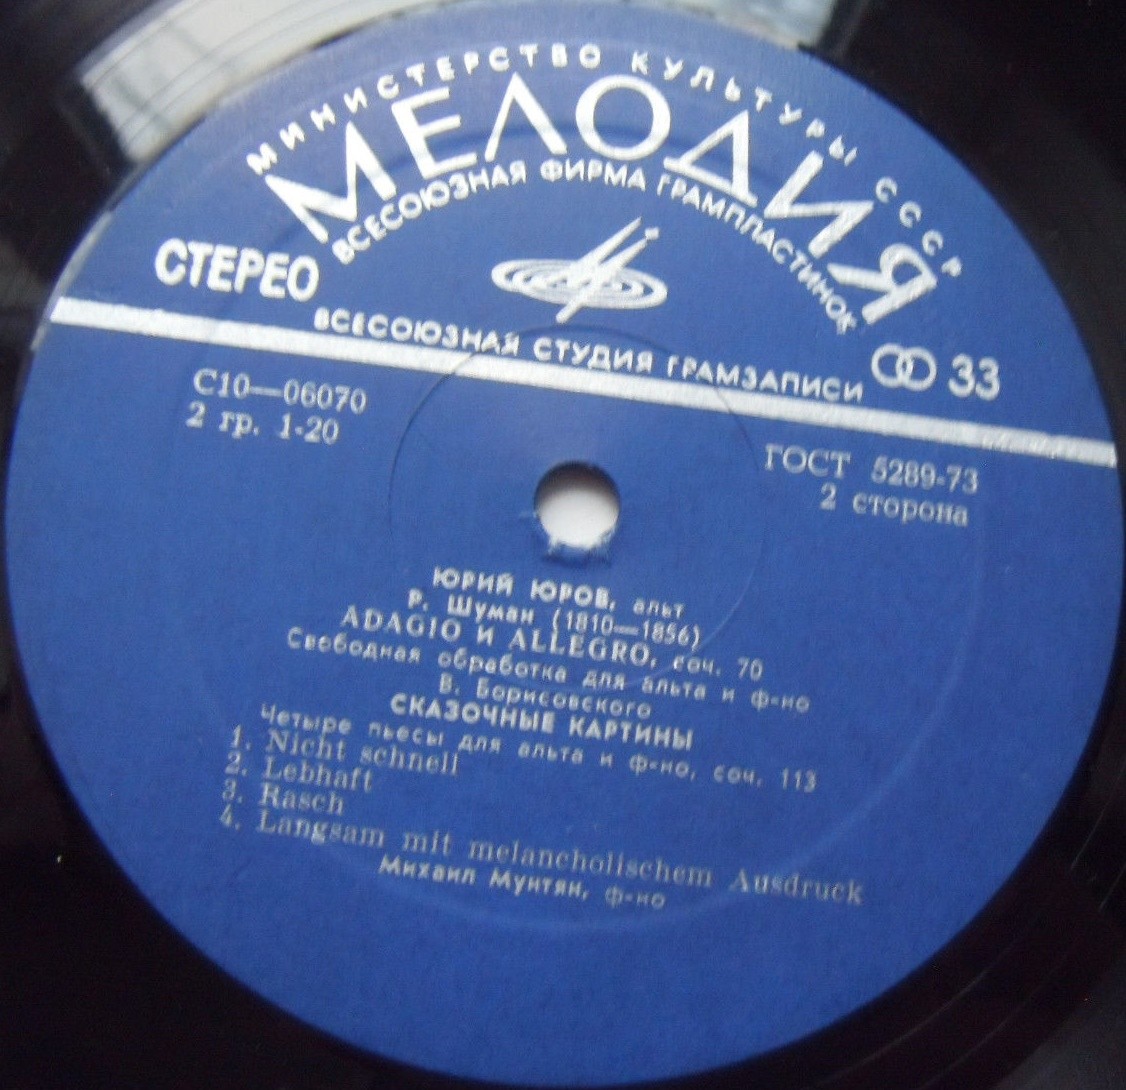 МИНИСТЕРСТВО КУЛЬТУРЫ СССР
МЕЛОДИЯ
ВСЕСОЮЗНАЯ ФИРМА ГРАМПЛАСТИНОК
СТЕРЕО
ВСЕСОЮЗНАЯ СТУДИЯ ГРАМЗАПИСИ
33
С10—06070
2 гр. 1-20
ГОСТ 5289-73
2 сторона
ЮРИЙ ЮРОВ, альт
Р. Шуман (1810—1856)
ADAGIO И ALLEGRO, соч. 70
Свободная обработка для альта и ф-но
В. Борисовского
СКАЗОЧНЫЕ КАРТИНЫ
Четыре пьесы для альта и ф-но, соч. 113
1. Nicht schnell
2. Lebhaft
3. Rasch
4. Langsam mit melancholischem Ausdruck
Михаил Мунтян, ф-но